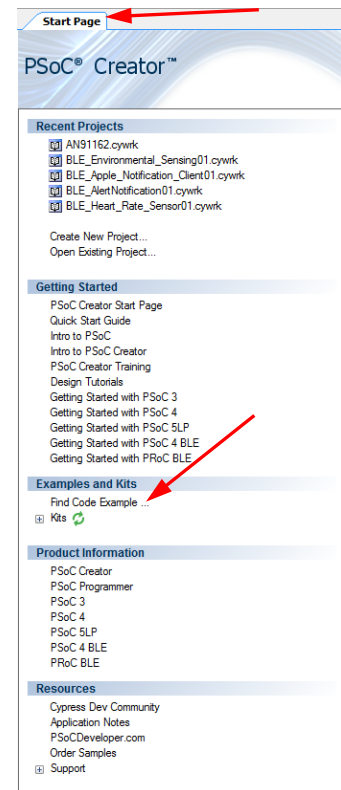 Start Page
PSoC® Creator™
Recent Projects
AN91162.cywrk
BLE_Environmental_Sensing01.cywrk
BLE_Apple_Notification_Client01.cywrk
BLE_AlertNotification01.cywrk
BLE_Heart_Rate_Sensor01.cywrk
Create New Project...
Open Existing Project...
Getting Started
PSoC Creator Start Page
Quick Start Guide
Intro to PSoC
Intro to PSoC Creator
PSoC Creator Training
Design Tutorials
Getting Started with PSoC 3
Getting Started with PSoC 4
Getting Started with PSoC 5LP
Getting Started with PSoC 4 BLE
Getting Started with PRoC BLE
Examples and Kits
Find Code Example ...
Kits
Product Information
PSoC Creator
PSoC Programmer
PSoC 3
PSoC 4
PSoC 5LP
PSoC 4 BLE
PRoC BLE
Resources
Cypress Dev Community
Application Notes
PSoCDeveloper.com
Order Samples
Support